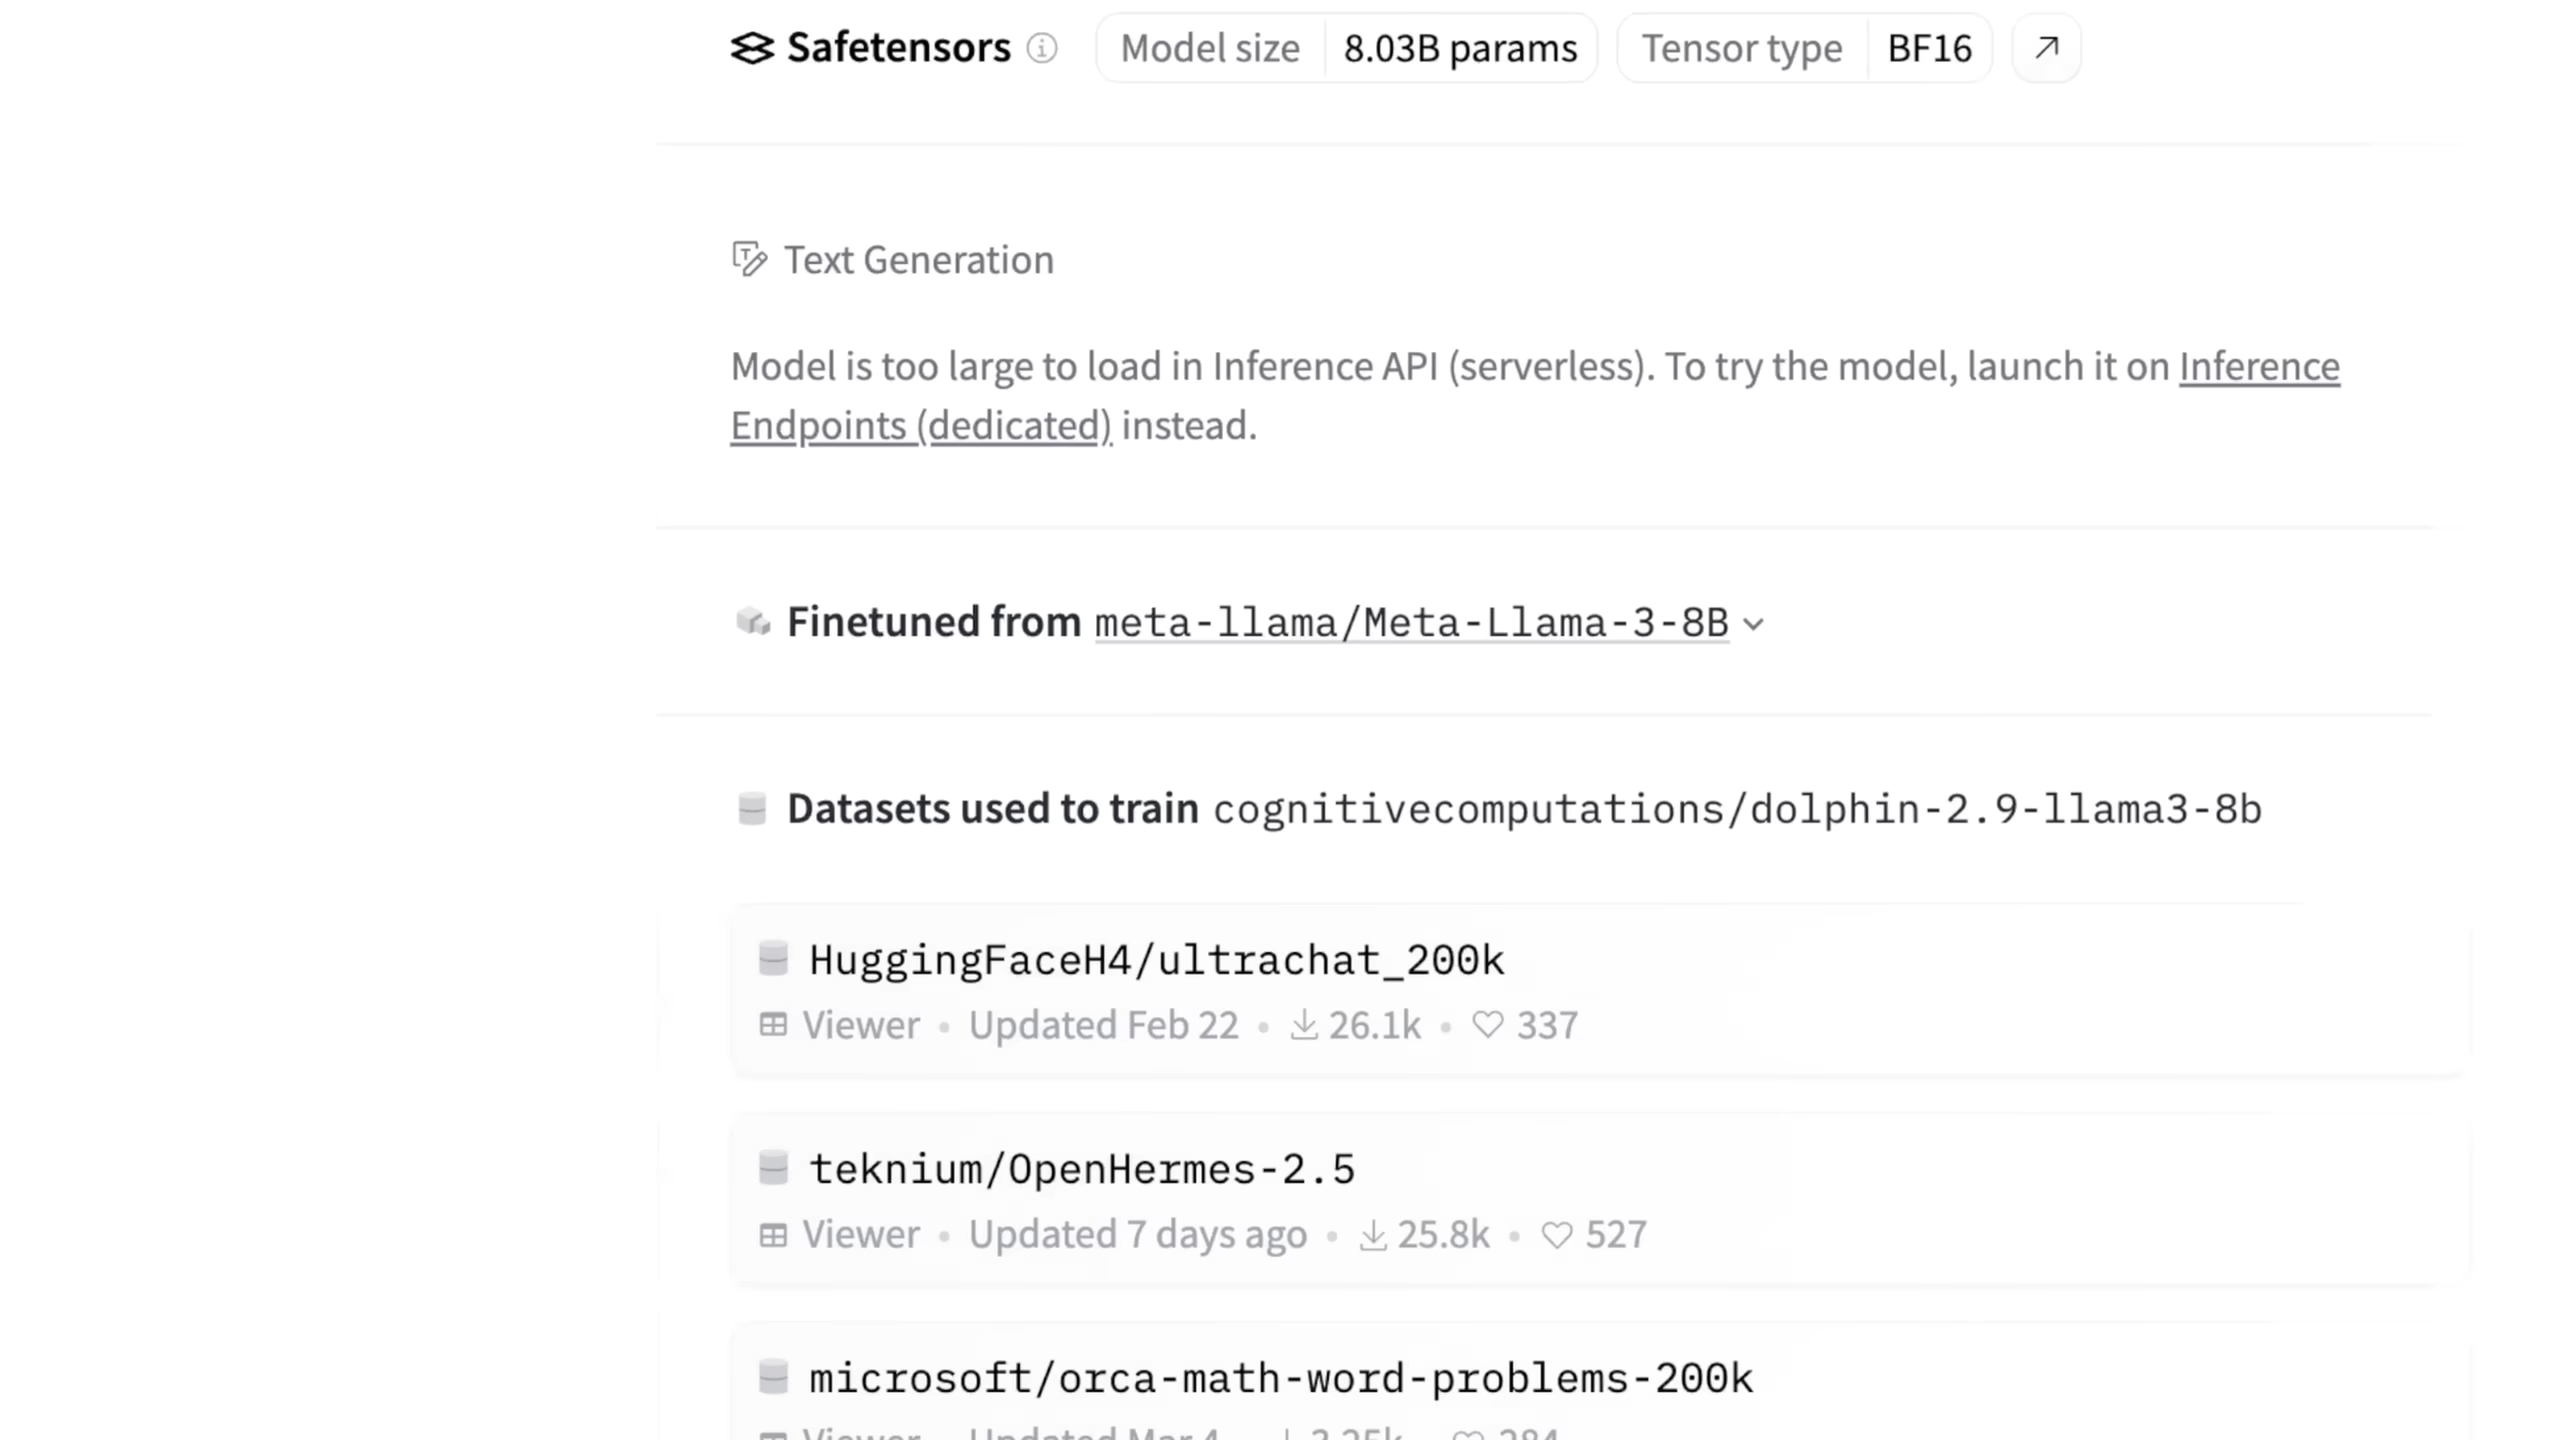 Safetensors Model size 8.03B params Tensor type BF16
Text Generation
Model is too large to load in Inference API (serverless). To try the model, launch it on Inference
Endpoints (dedicated) instead.
Finetuned from meta-llama/Meta-Llama-3-8B
Datasets used to train cognitivecomputations/dolphin-2.9-llama3-8b
HuggingFaceH4/ultrachat_200k
Viewer • Updated Feb 22 • 26.1k • 337
teknium/OpenHermes-2.5
Viewer • Updated 7 days ago • 25.8k • 527
microsoft/orca-math-word-problems-200k
Viewer Updated Mar 4